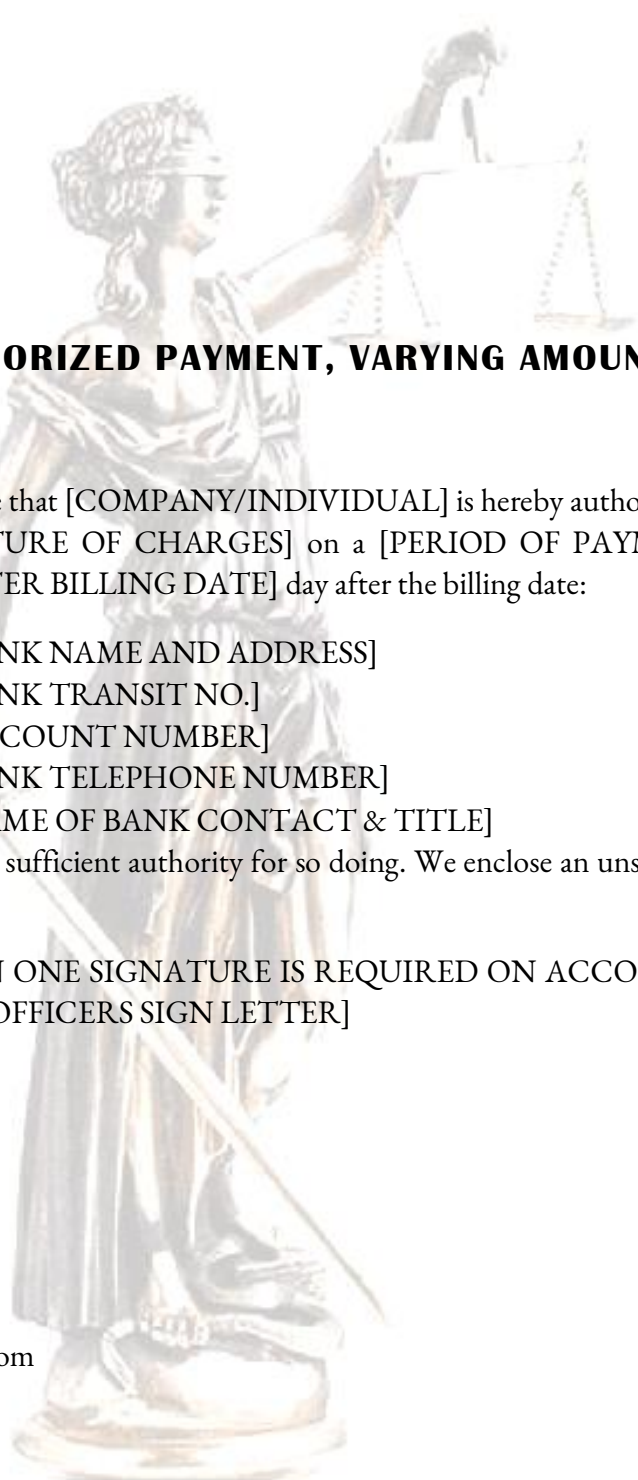 ORIZED PAYMENT, VARYING AMOUN
e that [COMPANY/INDIVIDUAL] is hereby autho
TURE OF CHARGES] on a [PERIOD OF PAYM
TER BILLING DATE] day after the billing date:
NK NAME AND ADDRESS]
NK TRANSIT NO.]
COUNT NUMBER]
NK TELEPHONE NUMBER]
AME OF BANK CONTACT & TITLE]
sufficient authority for so doing. We enclose an uns
N ONE SIGNATURE IS REQUIRED ON ACCO
OFFICERS SIGN LETTER]
om